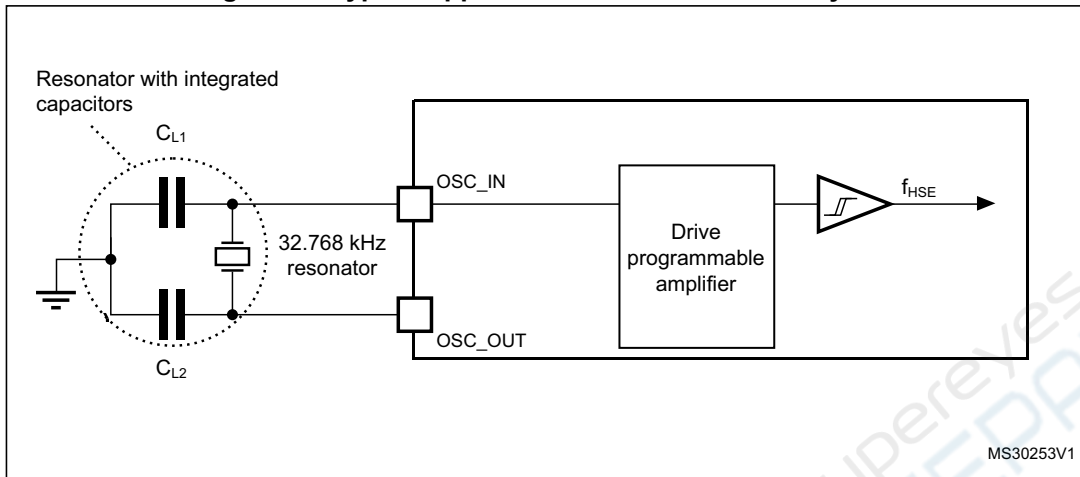 Resonator with integrated
capacitors
CL1
OSC_IN
fHSE
32.768 kHz
resonator
Drive
programmable
amplifier
OSC_OUT
CL2
MS30253V1